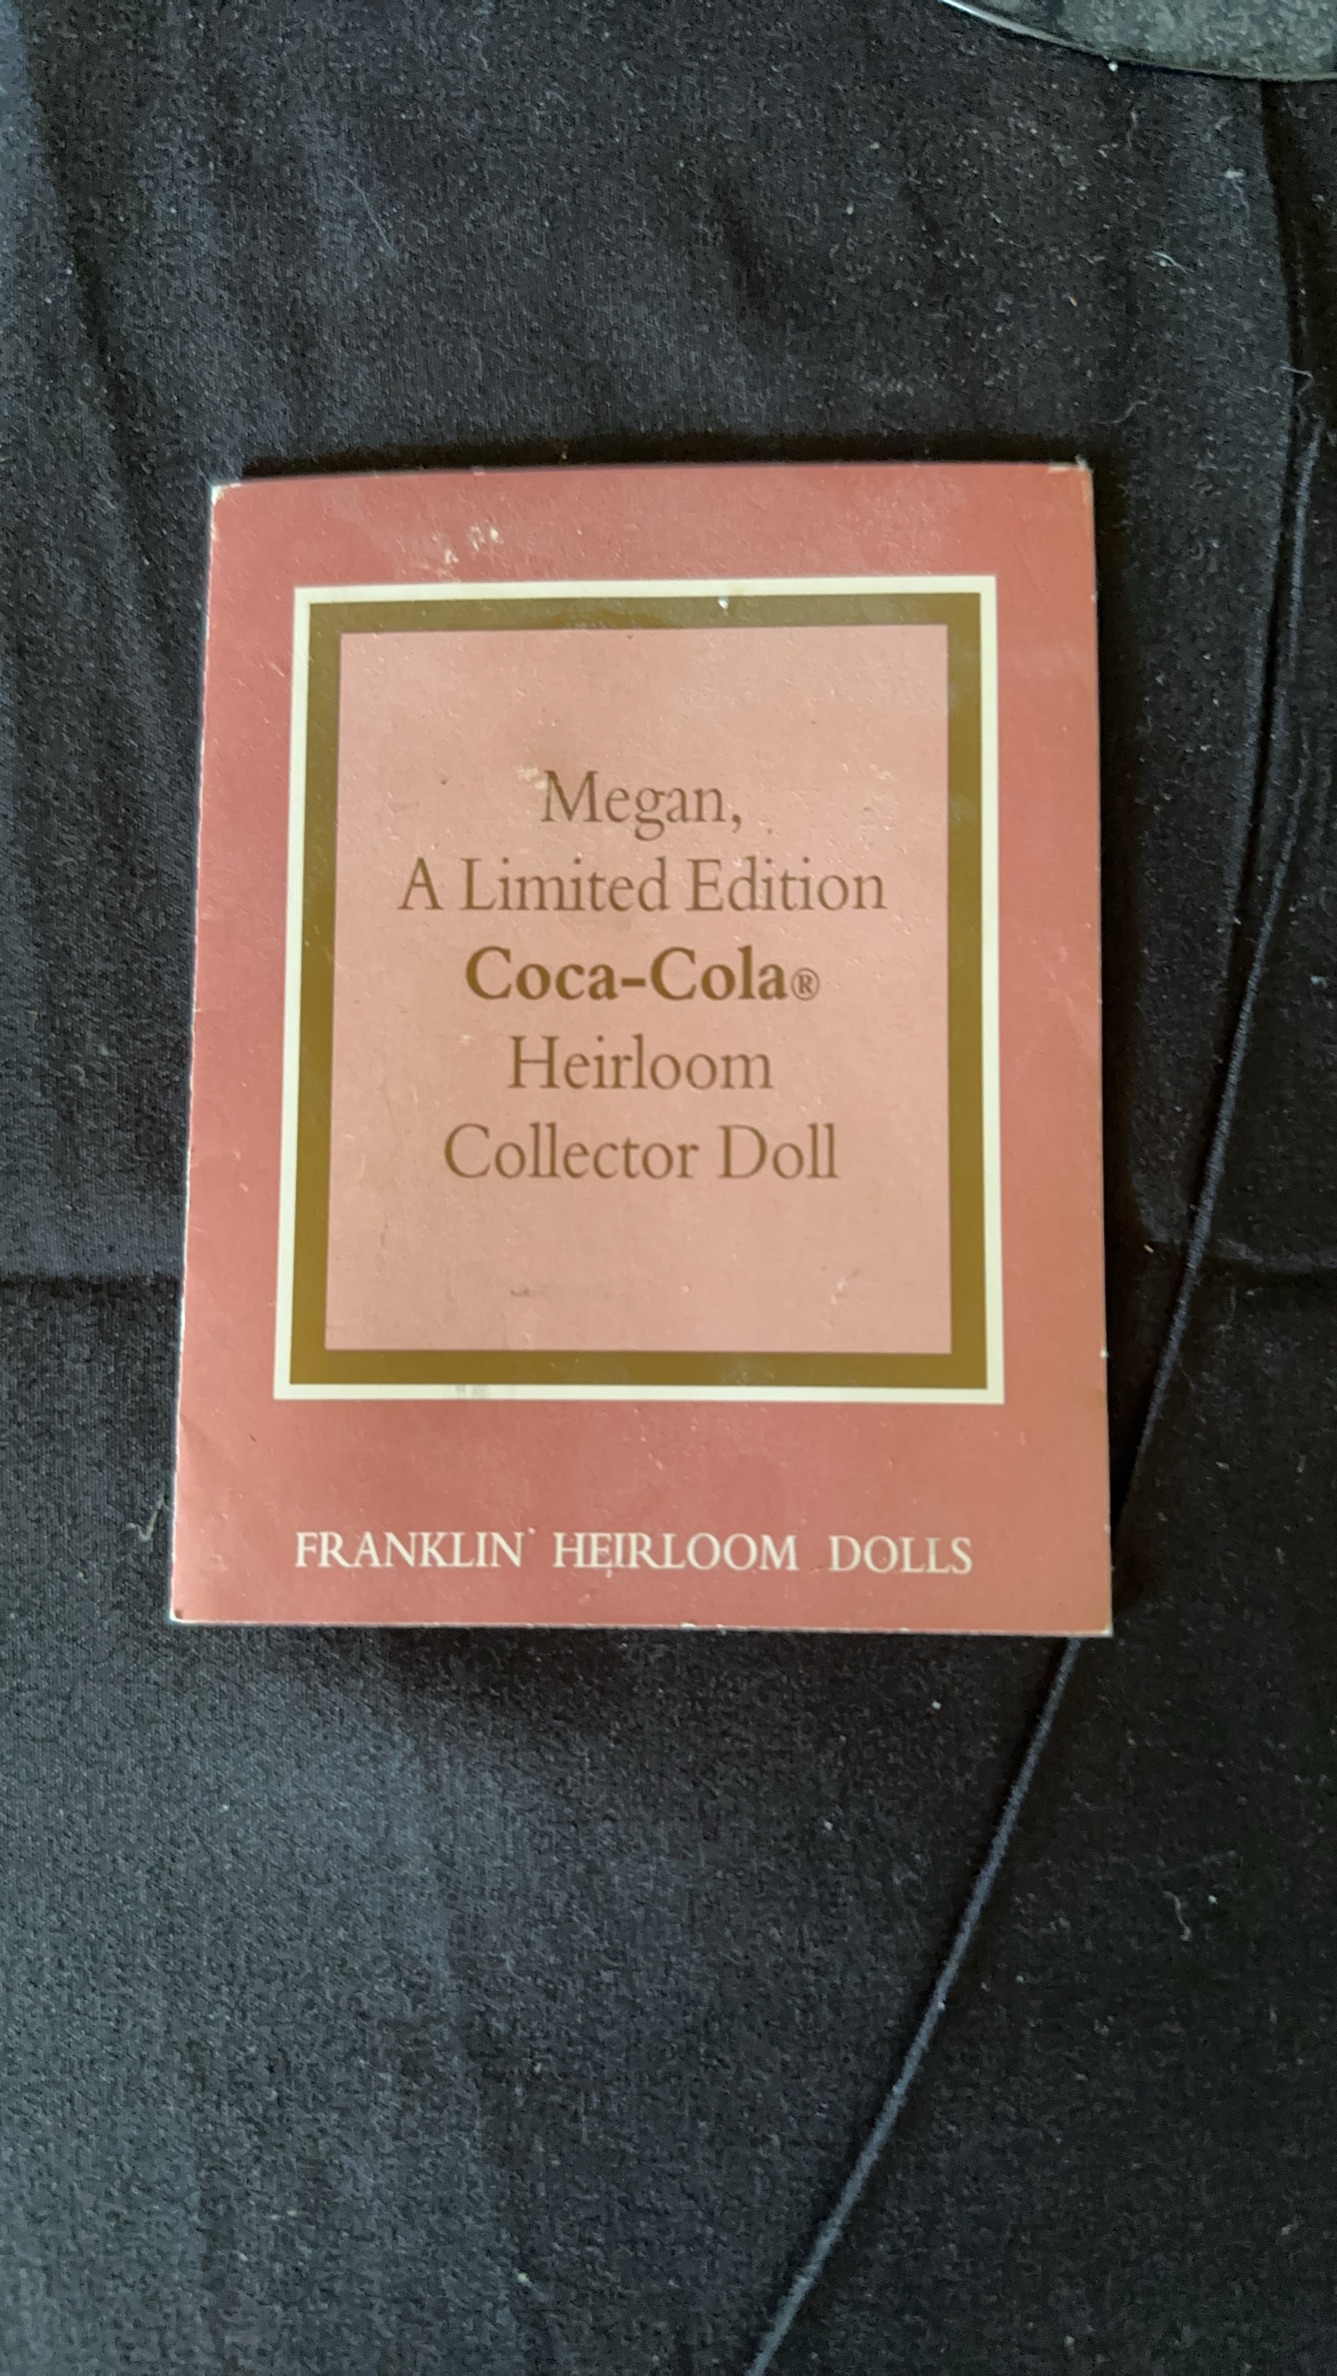 Megan,
A Limited Edition
Coca-Cola®
Heirloom
Collector Doll
FRANKLIN HEIRLOOM DOLLS